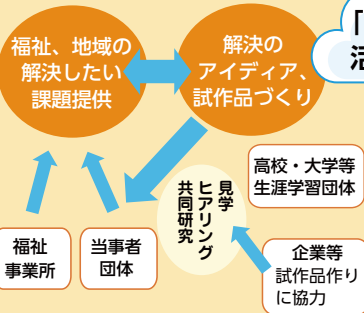 福祉、地域の
解決したい
課題提供
解決の
アイディア、
試作品づくり
「
活
見学
ヒアリング
共同研究
高校・大学等
生涯学習団体
福祉
事業所
当事者
団体
企業等
試作品作り
に協力